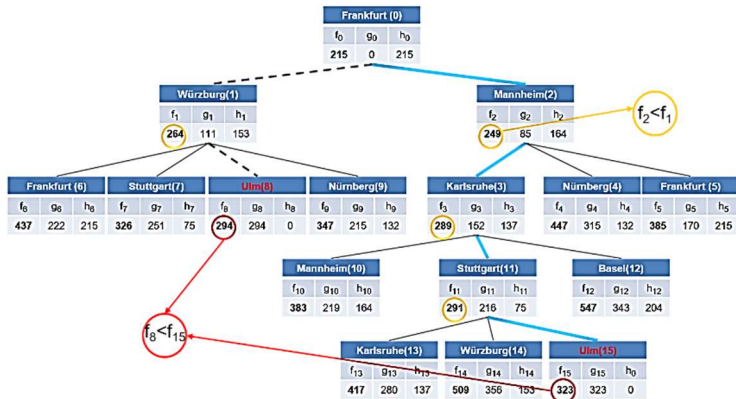 Frankfurt (0)
f0 g0 h0
215 0 215
Würzburg(1) Mannheim(2)
f1 g1 h1 f2 g2 h2
264 111 153 249 85 164
f2<f1
Frankfurt (6) Stuttgart(7) Ulm(8) Nürnberg(9) Karlsruhe(3) Nürnberg(4) Frankfurt (5)
f6 g6 h6 f7 g7 h7 f8 g8 h8 f9 g9 h9 f3 g3 h3 f4 g4 h4 f5 g5 h5
437 222 215 326 251 75 294 294 0 347 215 132 289 152 137 447 315 132 385 170 215
Mannheim(10) Stuttgart(11) Basel(12)
f10 g10 h10 f11 g11 h11 f12 g12 h12
383 219 164 291 216 75 547 343 204
f8<f15
Karlsruhe(13) Würzburg(14) Ulm(15)
f13 g13 h13 f14 g14 h14 f15 g15 h0
417 280 137 509 356 153 323 323 0